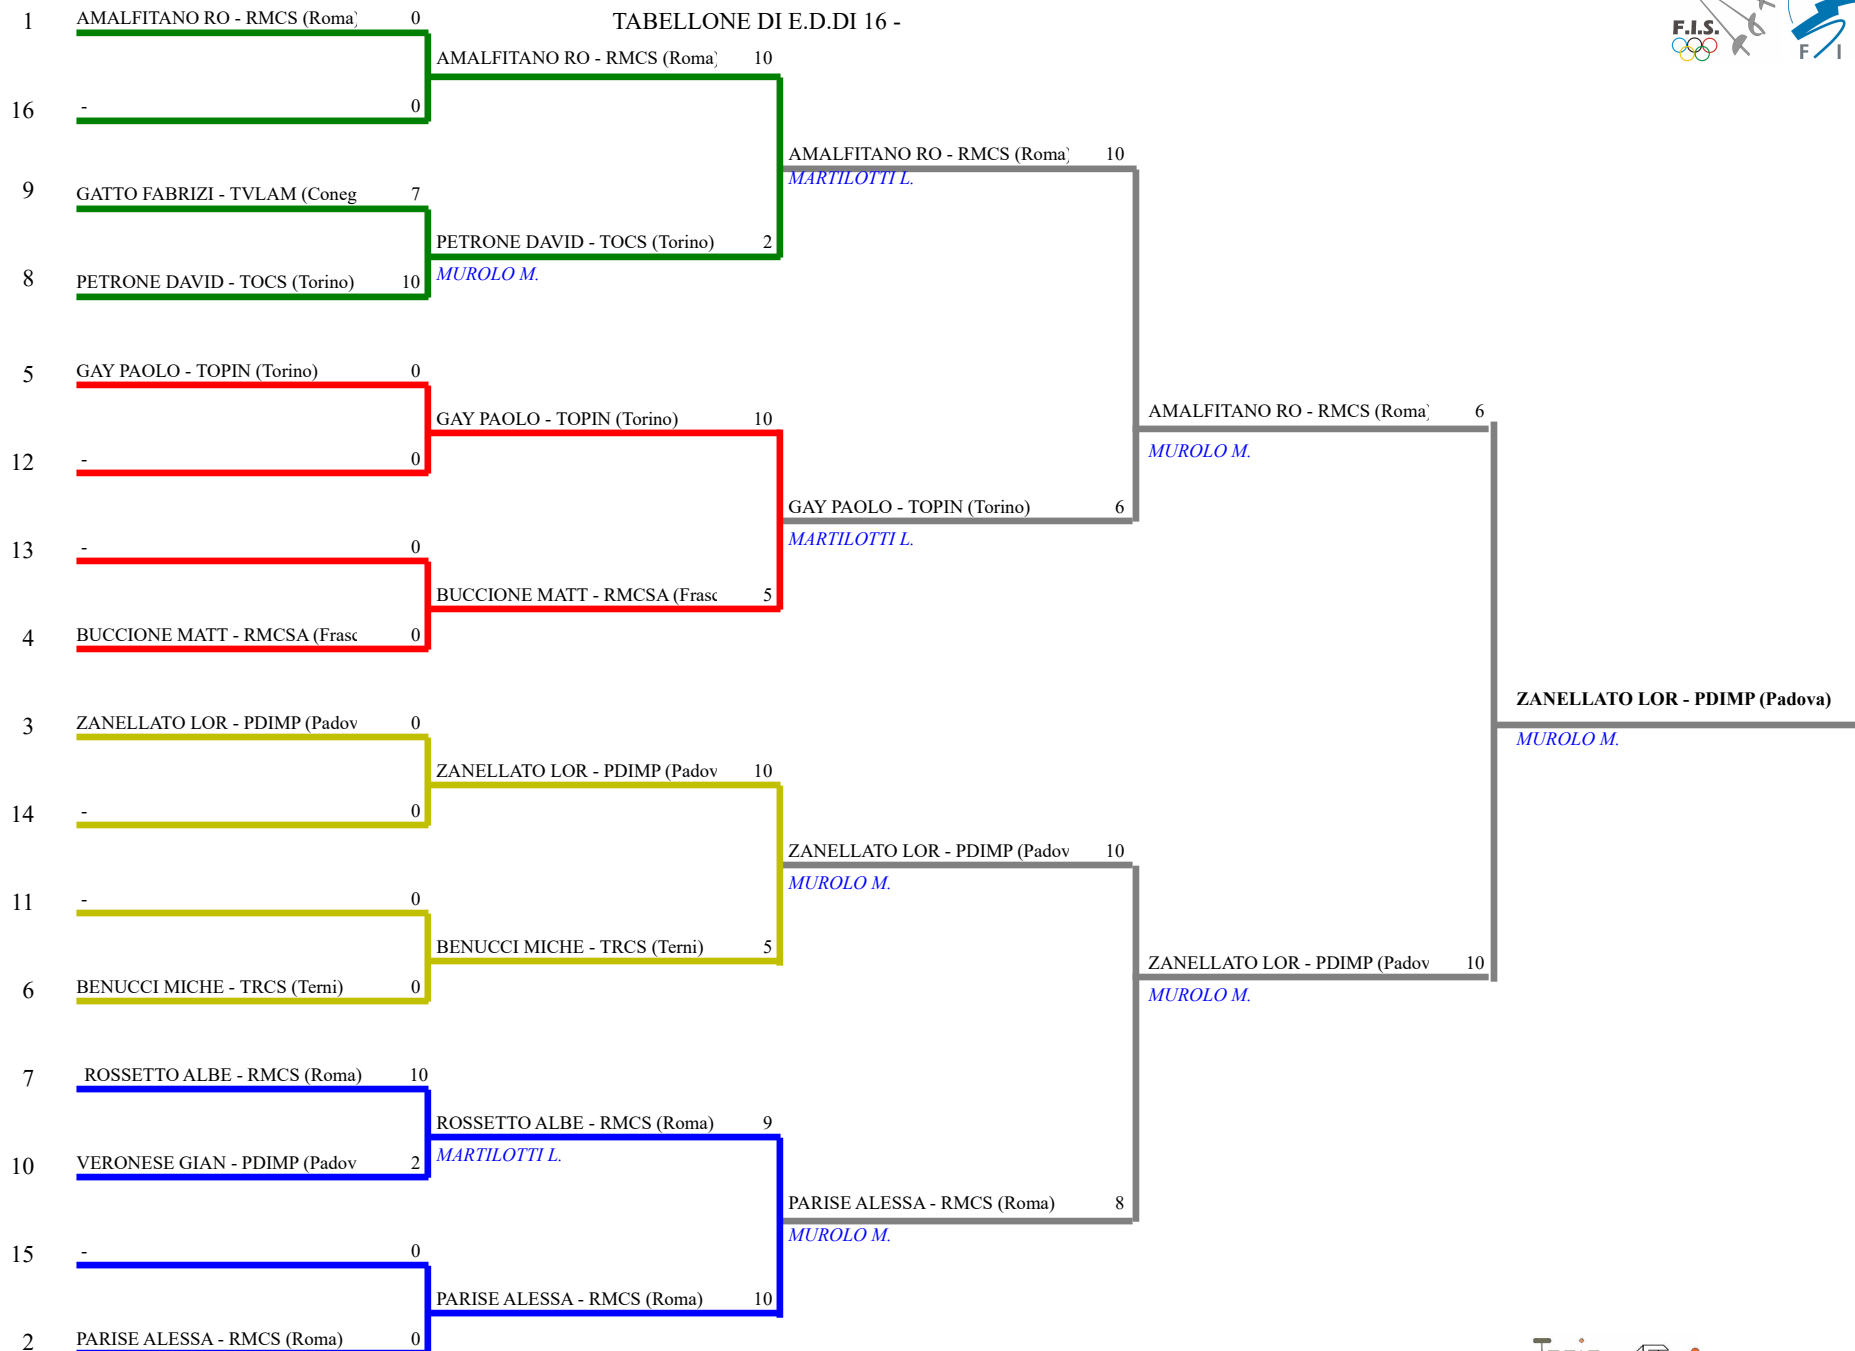 TABELLONE DI E.D.DI 16 -
F.I.S.
F I
1 AMALFITANO RO - RMCS (Roma) 0
AMALFITANO RO - RMCS (Roma) 10
16 - 0
AMALFITANO RO - RMCS (Roma) 10
MARTILOTTI L.
9 GATTO FABRIZI - TVLAM (Coneg 7
PETRONE DAVID - TOCS (Torino) 2
MUROLO M.
8 PETRONE DAVID - TOCS (Torino) 10
5 GAY PAOLO - TOPIN (Torino) 0
GAY PAOLO - TOPIN (Torino) 10
AMALFITANO RO - RMCS (Roma) 6
MUROLO M.
12 - 0
GAY PAOLO - TOPIN (Torino) 6
MARTILOTTI L.
13 - 0
BUCCIONE MATT - RMCSA (Frasc 5
4 BUCCIONE MATT - RMCSA (Frasc 0
ZANELLATO LOR - PDIMP (Padova)
MUROLO M.
3 ZANELLATO LOR - PDIMP (Padov 0
ZANELLATO LOR - PDIMP (Padov 10
14 - 0
ZANELLATO LOR - PDIMP (Padov 10
MUROLO M.
11 - 0
BENUCCI MICHE - TRCS (Terni) 5
ZANELLATO LOR - PDIMP (Padov 10
MUROLO M.
6 BENUCCI MICHE - TRCS (Terni) 0
7 ROSSETTO ALBE - RMCS (Roma) 10
ROSSETTO ALBE - RMCS (Roma) 9
MARTILOTTI L.
10 VERONESE GIAN - PDIMP (Padov 2
PARISE ALESSA - RMCS (Roma) 8
MUROLO M.
15 - 0
PARISE ALESSA - RMCS (Roma) 10
2 PARISE ALESSA - RMCS (Roma) 0